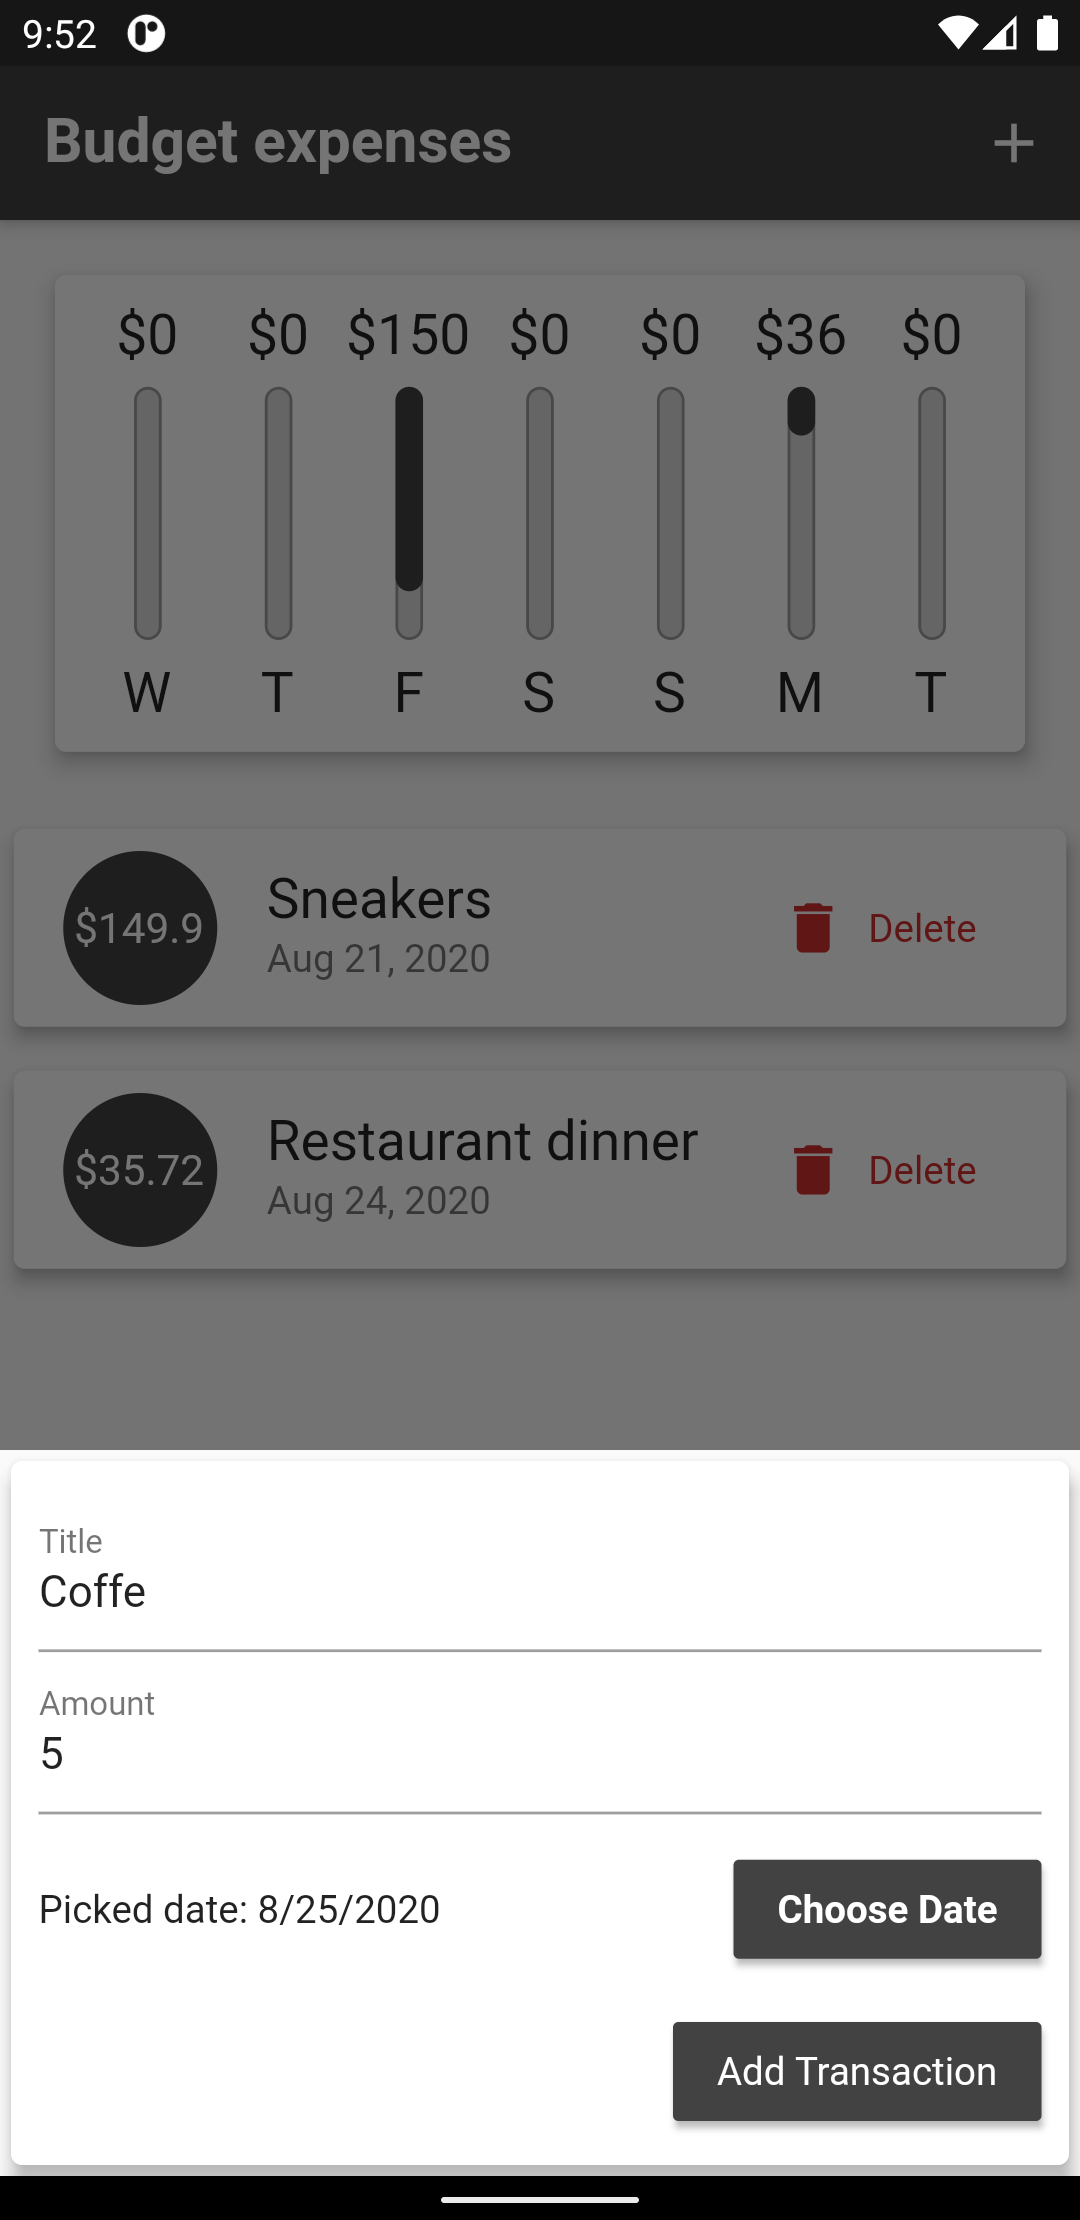 9:52
Budget expenses
$0 $0 $150 $0 $0 $36 $0
W T F S S M T
$149.9
Sneakers
Aug 21, 2020
Delete
$35.72
Restaurant dinner
Aug 24, 2020
Delete
Title
Coffe
Amount
5
Picked date: 8/25/2020
Choose Date
Add Transaction